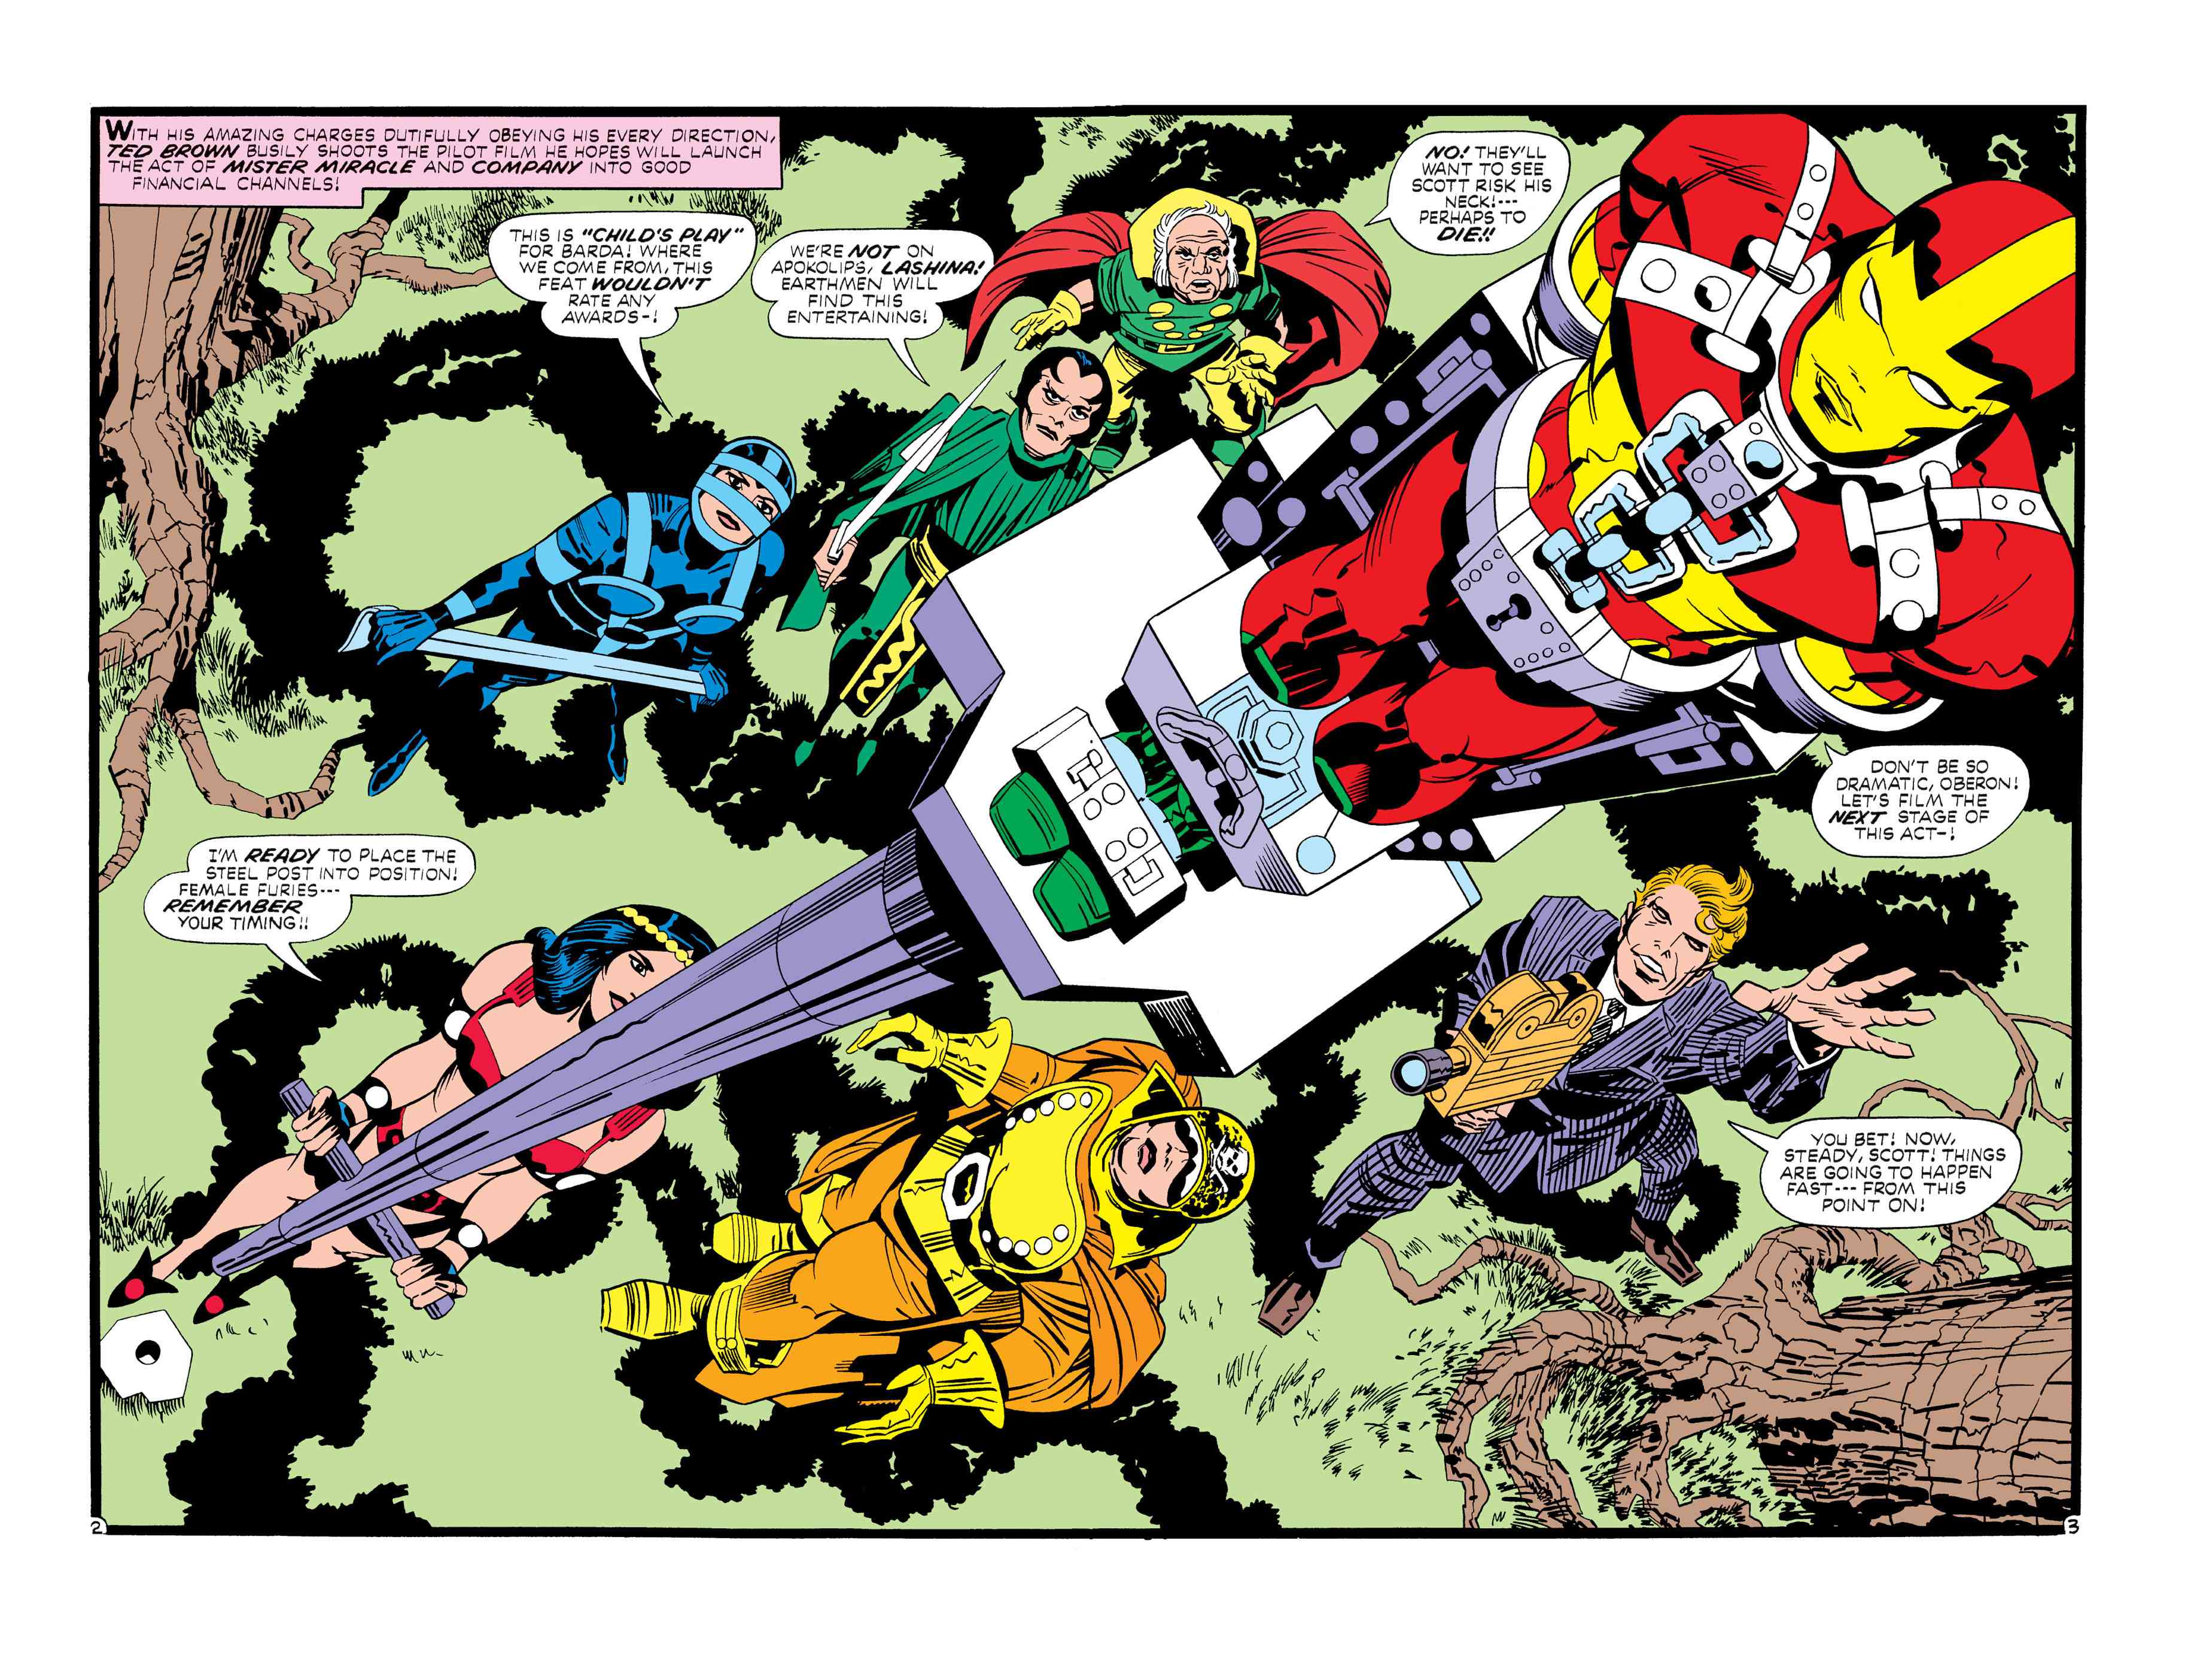 WITH HIS AMAZING CHARGES DUTIFULLY OBEYING HIS EVERY DIRECTION,
TED BROWN BUSILY SHOOTS THE PILOT FILM HE HOPES WILL LAUNCH
THE ACT OF MISTER MIRACLE AND COMPANY INTO GOOD
FINANCIAL CHANNELS!
THIS IS "CHILD'S PLAY"
FOR BARDA! WHERE
WE COME FROM, THIS
FEAT WOULDN'T
RATE ANY
AWARDS-!
WE'RE NOT ON
APOKOLIPS, LASHINA!
EARTHMEN WILL
FIND THIS
ENTERTAINING!
NO! THEY'LL
WANT TO SEE
SCOTT RISK HIS
NECK!---
PERHAPS TO
DIE!!
DON'T BE SO
DRAMATIC, OBERON!
LET'S FILM THE
NEXT STAGE OF
THIS ACT-!
I'M READY TO PLACE THE
STEEL POST INTO POSITION!
FEMALE FURIES---
REMEMBER
YOUR TIMING!!
YOU BET! NOW,
STEADY, SCOTT! THINGS
ARE GOING TO HAPPEN
FAST--- FROM THIS
POINT ON!
2
3